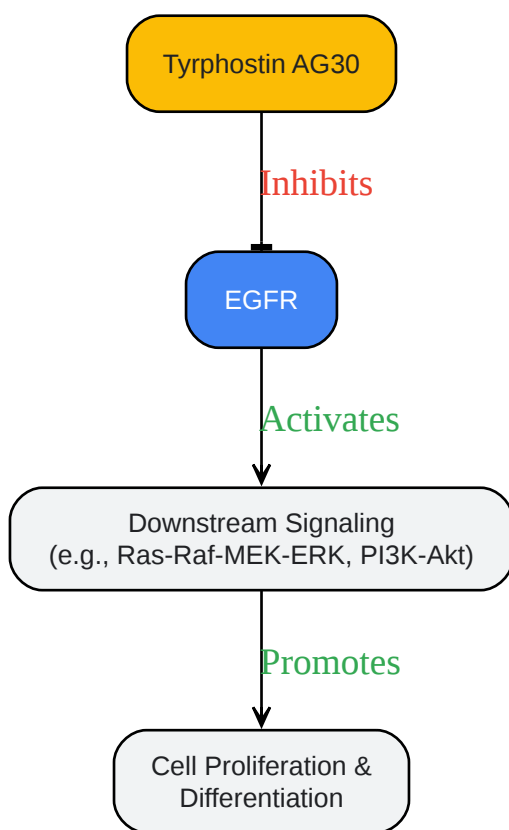 Tyrphostin AG30
Inhibits
EGFR
Activates
Downstream Signaling
(e.g., Ras-Raf-MEK-ERK, PI3K-Akt)
Promotes
Cell Proliferation &
Differentiation